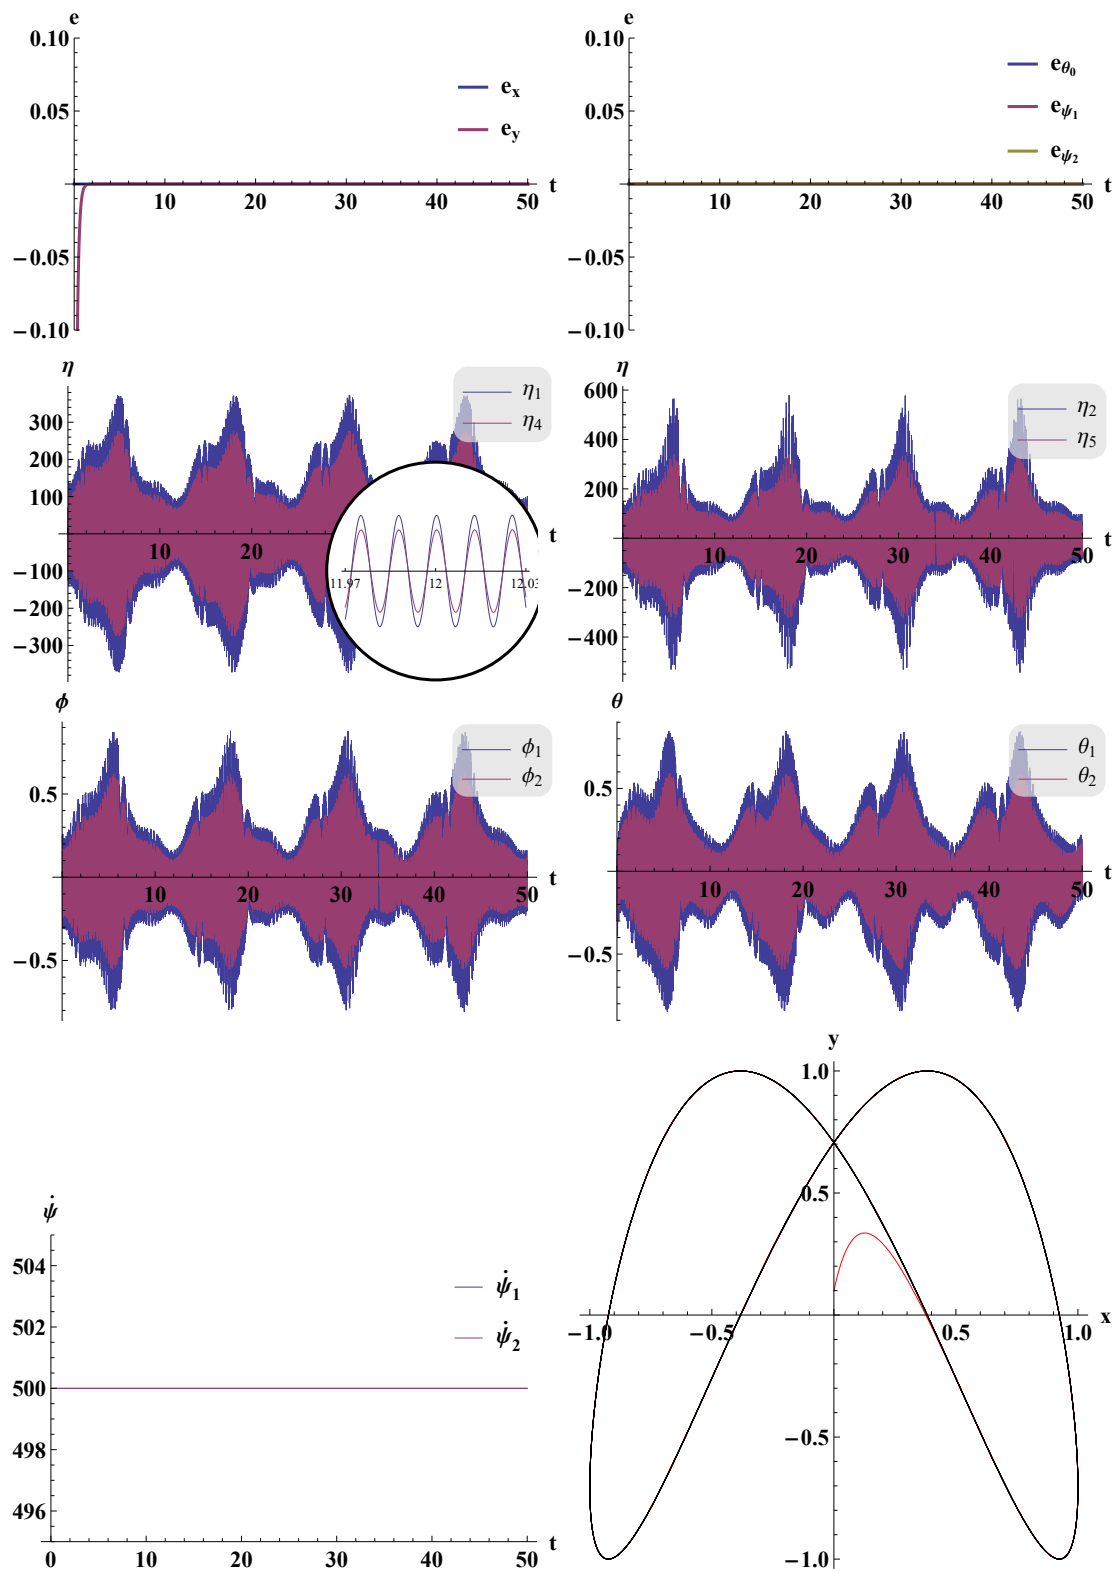 e
0.10
0.05
−0.05
−0.10
10 20 30 40 50 t
e_x
e_y
e
0.10
0.05
−0.05
−0.10
10 20 30 40 50 t
e_θ₀
e_ψ₁
e_ψ₂
η
300
200
100
−100
−200
−300
10 20 t
η₁
η₄
11.97 12 12.03
η
600
400
200
−200
−400
10 20 30 40 50 t
η₂
η₅
ϕ
0.5
−0.5
10 20 30 40 50 t
ϕ₁
ϕ₂
θ
0.5
−0.5
10 20 30 40 50 t
θ₁
θ₂
ψ̇
504
502
500
498
496
0 10 20 30 40 50 t
ψ̇₁
ψ̇₂
y
1.0
0.5
−0.5
−1.0
−1.0 −0.5 0.5 1.0 x